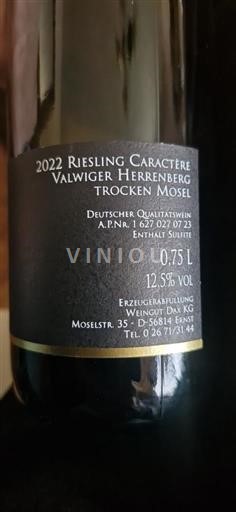 2022 Riesling Caractère
Valwiger Herrenberg
trocken Mosel
Deutscher Qualitätswein
A.P.Nr. 1 627 027 07 23
Enthält Sulfite
VINIOU
0,75 L
12,5% vol
Erzeugerabfüllung
Weingut Dax KG
Moselstr. 35 - D-56814 Ernst
Tel. 0 26 71/31 44